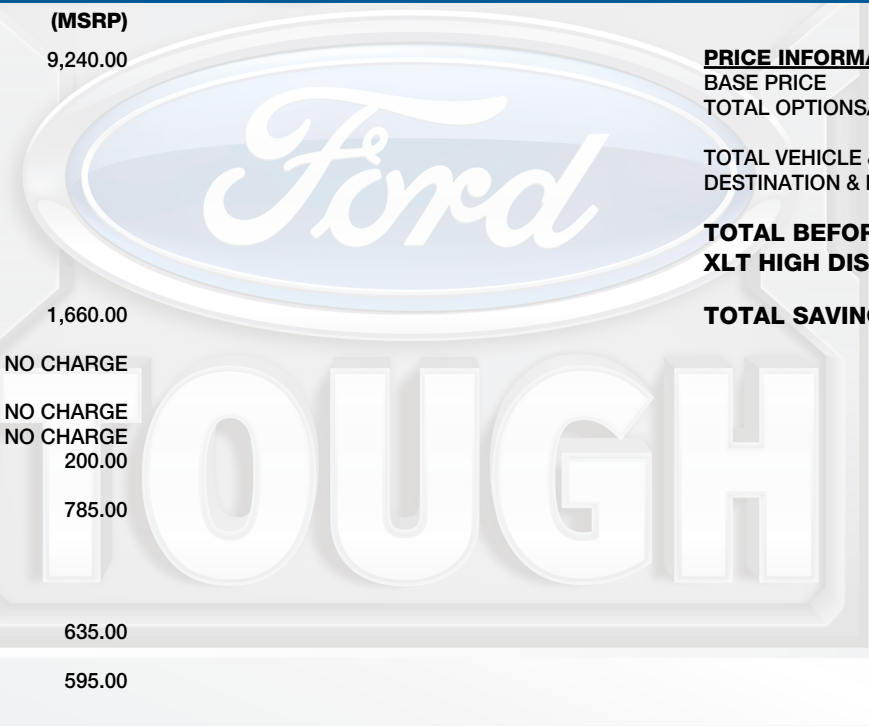 (MSRP)
9,240.00
1,660.00
NO CHARGE
NO CHARGE
NO CHARGE
200.00
785.00
635.00
595.00
PRICE INFORMA
BASE PRICE
TOTAL OPTIONS
TOTAL VEHICLE &
DESTINATION &
TOTAL BEFOR
XLT HIGH DIS
TOTAL SAVIN
Ford
TOUGH